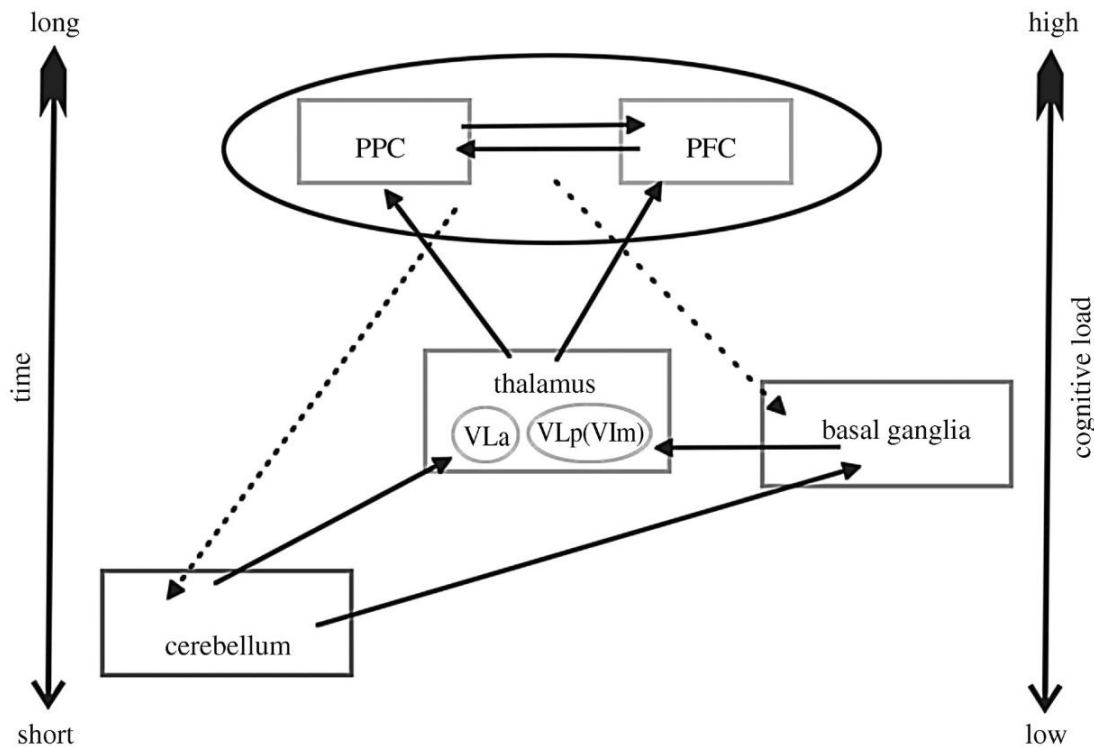 long
high
PPC
PFC
time
cognitive load
thalamus
VLa
VLp(VIm)
basal ganglia
cerebellum
short
low